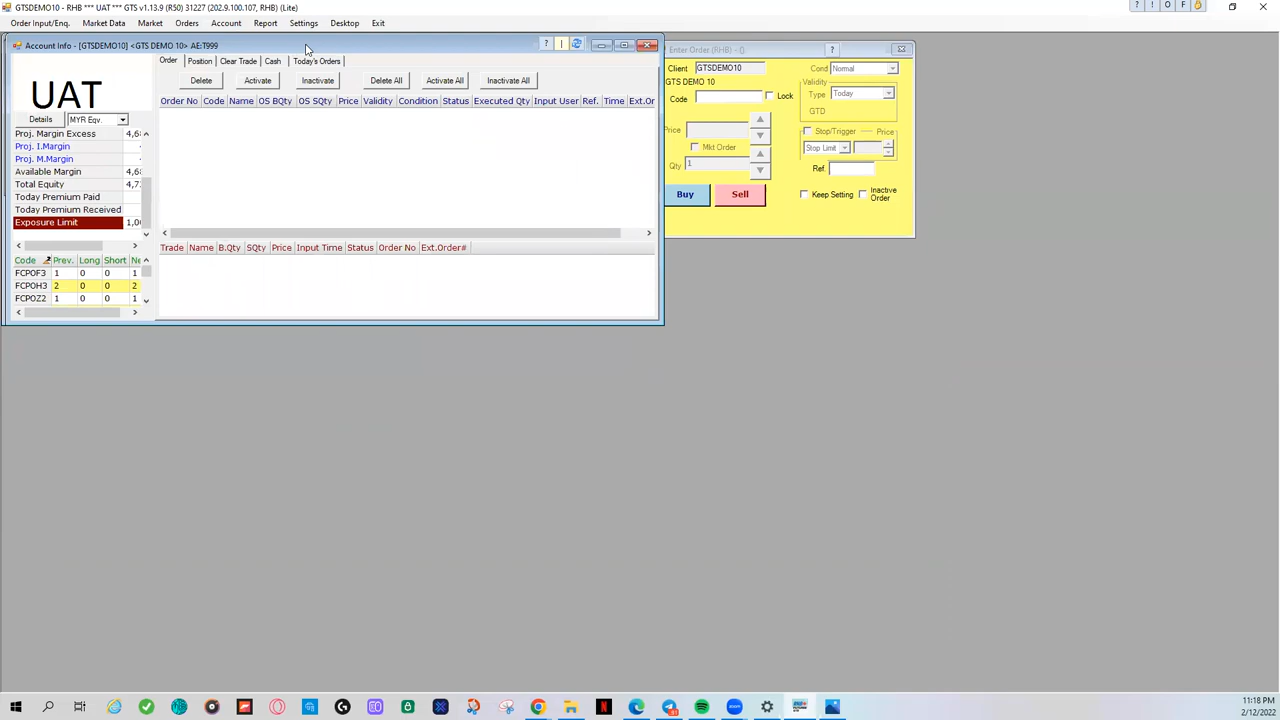 GTSDEMO10 - RHB *** UAT *** GTS v1.13.9 (R50) 31227 (202.9.100.107, RHB) (Lite)
? ! O F
Order Input/Enq. Market Data Market Orders Account Report Settings Desktop Exit
Account Info - [GTSDEMO10] <GTS DEMO 10> AE:T999 ?
Enter Order (RHB) - (). ?
UAT
Order Position Clear Trade Cash Today's Orders
Delete Activate Inactivate Delete All Activate All Inactivate All
Order No Code Name OS BQty OS SQty Price Validity Condition Status Executed Qty Input User Ref. Time Ext.Or
Details MYR Eqv.
Proj. Margin Excess 4,6
Proj. I.Margin
Proj. M.Margin
Available Margin 4,6
Total Equity 4,7
Today Premium Paid
Today Premium Received
Exposure Limit 1,0
Trade Name B.Qty SQty Price Input Time Status Order No Ext.Order#
Code Prev. Long Short Ne
FCPOF3 1 0 0 1
FCPOH3 2 0 0 2
FCPOZ2 1 0 0 1
Client GTSDEMO10 Cond Normal
GTS DEMO 10 Validity
Code Lock Type Today
GTD
Price Stop/Trigger Price
Mkt Order Stop Limit
Qty 1 Ref.
Buy Sell Keep Setting Inactive Order
11:18 PM
2/12/2022